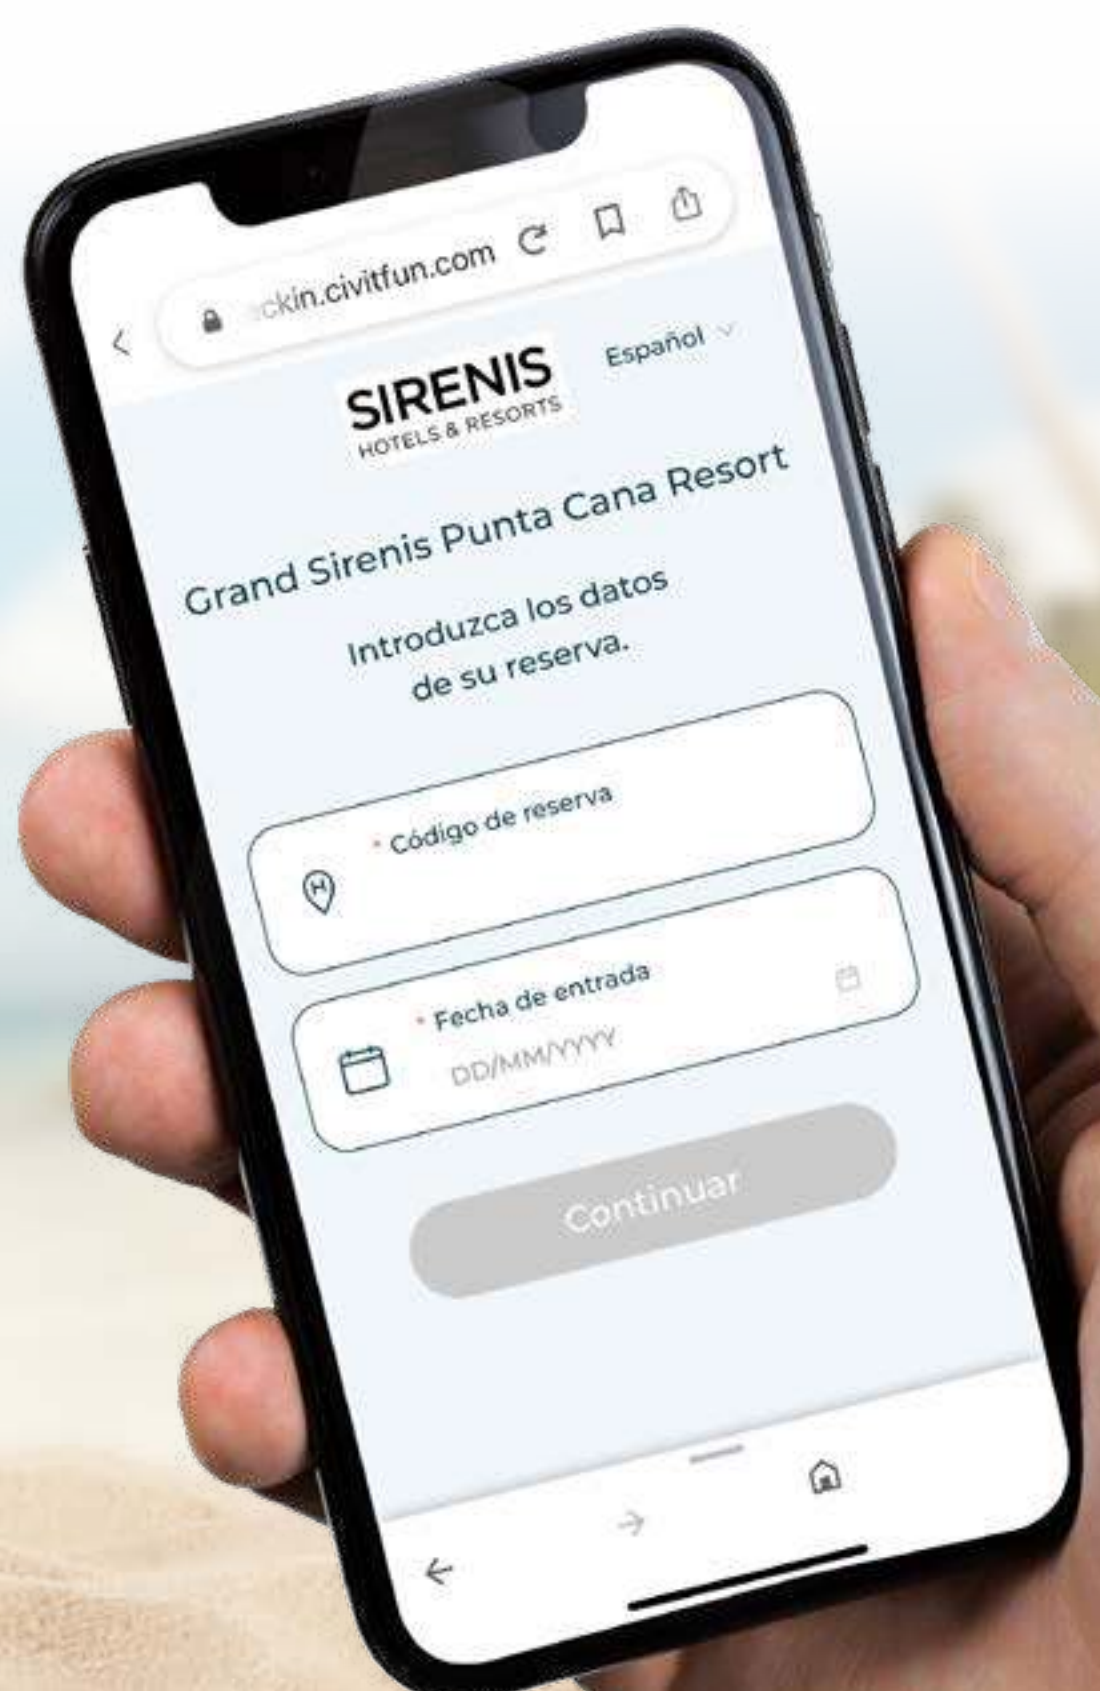 ckin.civitfun.com
Español
SIRENIS
HOTELS & RESORTS
Grand Sirenis Punta Cana Resort
Introduzca los datos
de su reserva.
* Código de reserva
H
* Fecha de entrada
DD/MM/YYYY
Continuar